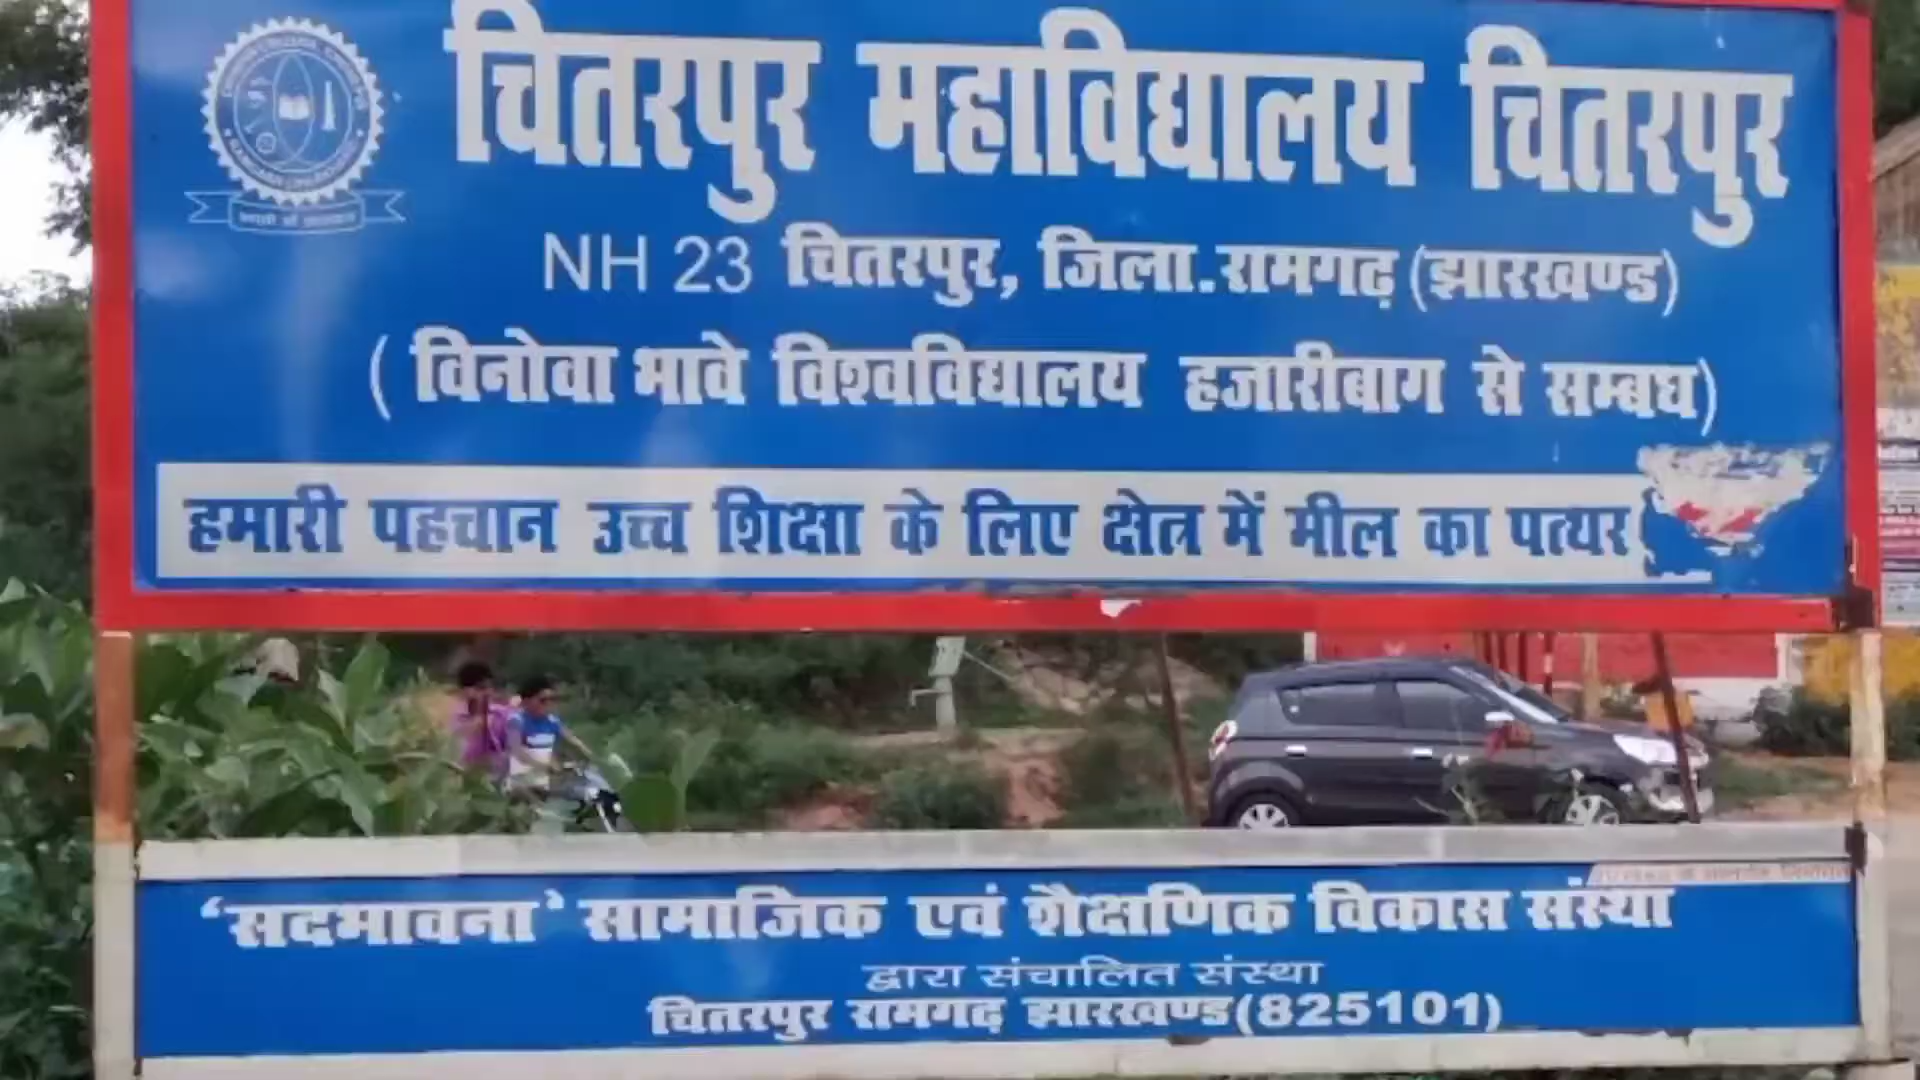 चितरपुर महाविद्यालय चितरपुर
NH 23 चितरपुर, जिला.रामगढ़ (झारखण्ड)
( विनोवा भावे विश्वविद्यालय हजारीबाग से सम्बध)
हमारी पहचान उच्च शिक्षा के लिए क्षेत्र में मील का पत्थर
‘सदभावना’ सामाजिक एवं शैक्षणिक विकास संस्था
द्वारा संचालित संस्था
चितरपुर रामगढ़ झारखण्ड(825101)